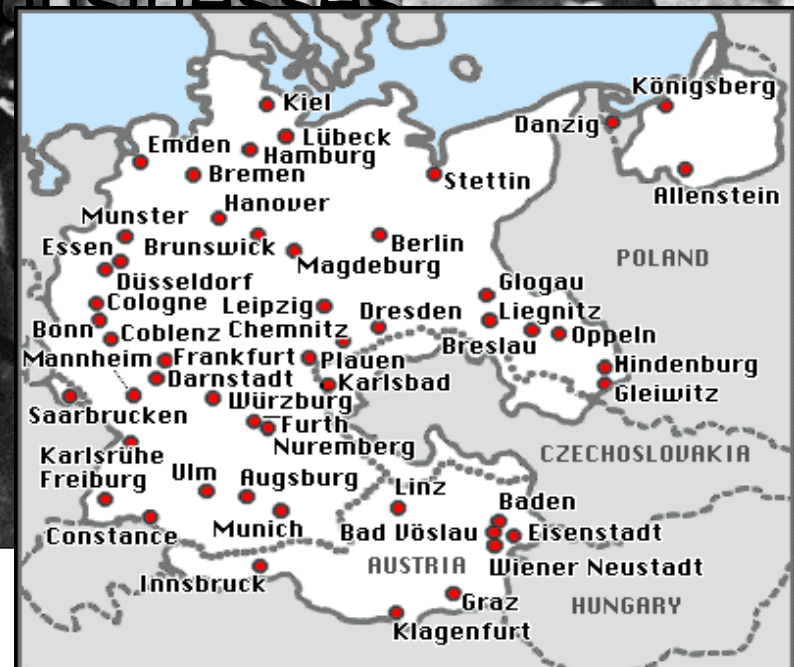 Kiel
Königsberg
Danzig
Lübeck
Emden
Hamburg
Bremen
Stettin
Allenstein
Hanover
Munster
Essen
Brunswick
Berlin
Magdeburg
POLAND
Düsseldorf
Glogau
Cologne
Leipzig
Liegnitz
Dresden
Bonn
Coblenz
Chemnitz
Breslau
Oppeln
Mannheim
Frankfurt
Plauen
Hindenburg
Darnstadt
Karlsbad
Gleiwitz
Saarbrucken
Würzburg
Furth
Nuremberg
Karlsrühe
CZECHOSLOVAKIA
Freiburg
Ulm
Augsburg
Linz
Baden
Constance
Munich
Bad Vöslau
Eisenstadt
AUSTRIA
Wiener Neustadt
Innsbruck
Graz
HUNGARY
Klagenfurt